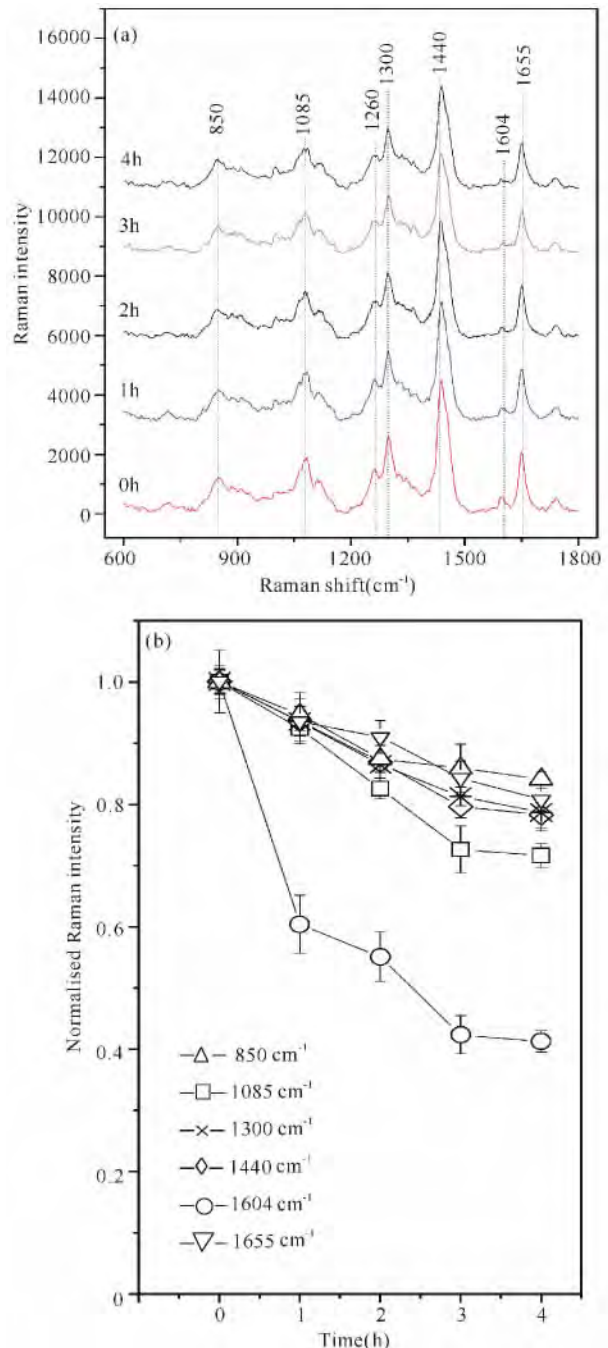 (a)
16000
14000
12000
10000
8000
6000
4000
2000
0
Raman intensity
850
1085
1260
1300
1440
1604
1655
4h
3h
2h
1h
0h
600
900
1200
1500
1800
Raman shift(cm⁻¹)
(b)
1.0
0.8
0.6
0.4
0.2
0
Normalised Raman intensity
850 cm⁻¹
1085 cm⁻¹
1300 cm⁻¹
1440 cm⁻¹
1604 cm⁻¹
1655 cm⁻¹
0
1
2
3
4
Time(h)